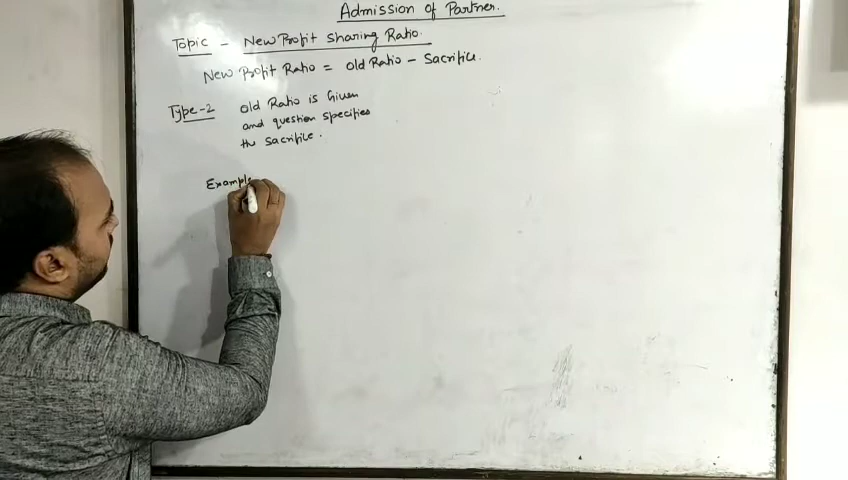 Admission of Partner.
Topic - New Profit Sharing Ratio.
New Profit Ratio = Old Ratio - Sacrifice.
Type-2 Old Ratio is Given
and question specifies
the Sacrifice.
Example